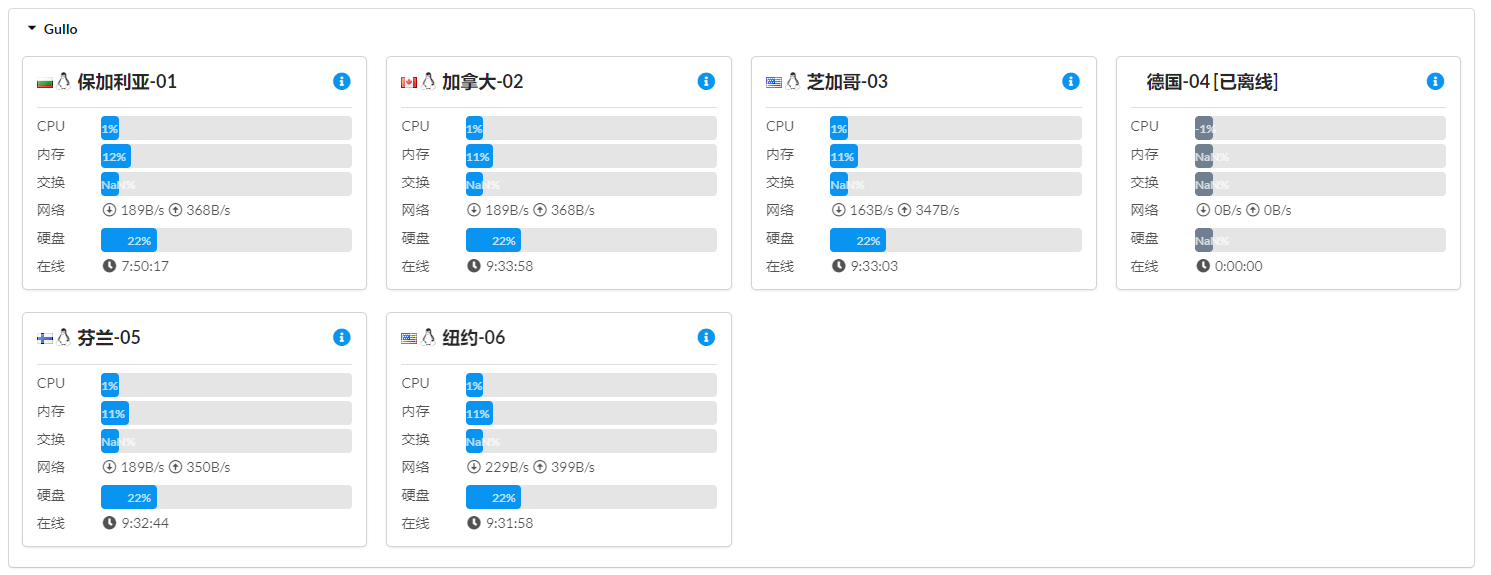 Gullo
保加利亚-01
CPU 1%
内存 12%
交换 NaN%
网络 189B/s 368B/s
硬盘 22%
在线 7:50:17
加拿大-02
CPU 1%
内存 11%
交换 NaN%
网络 189B/s 368B/s
硬盘 22%
在线 9:33:58
芝加哥-03
CPU 1%
内存 11%
交换 NaN%
网络 163B/s 347B/s
硬盘 22%
在线 9:33:03
德国-04 [已离线]
CPU -1%
内存 NaN%
交换 NaN%
网络 0B/s 0B/s
硬盘 NaN%
在线 0:00:00
芬兰-05
CPU 1%
内存 11%
交换 NaN%
网络 189B/s 350B/s
硬盘 22%
在线 9:32:44
纽约-06
CPU 1%
内存 11%
交换 NaN%
网络 229B/s 399B/s
硬盘 22%
在线 9:31:58